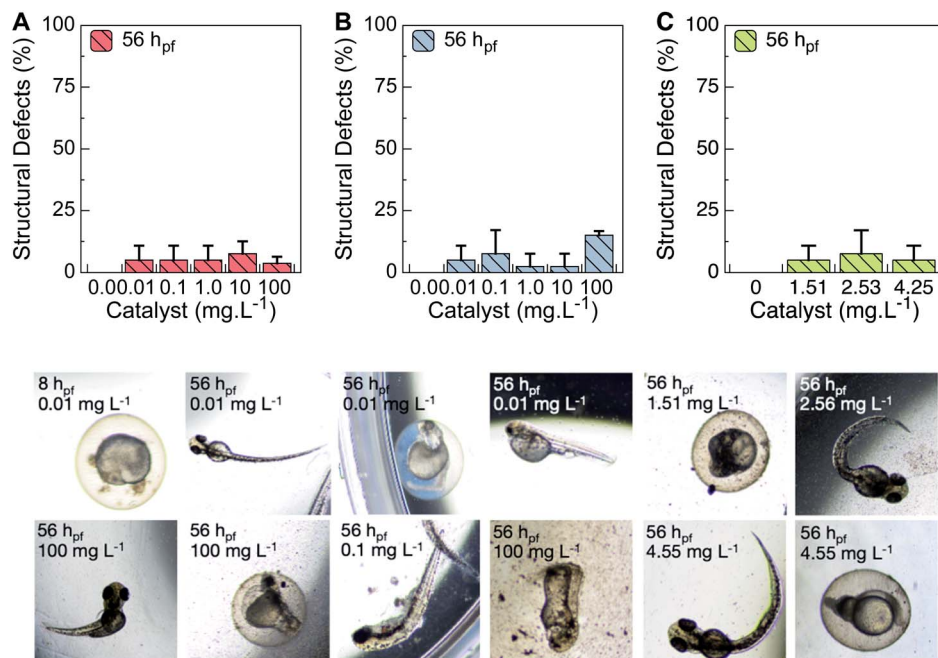 A
B
C
100
75
50
25
0
Structural Defects (%)
56 hpf
0.00
.01
0.1
1.0
10
100
Catalyst (mg.L-1)
100
75
50
25
0
Structural Defects (%)
56 hpf
0.00
.01
0.1
1.0
10
100
Catalyst (mg.L-1)
100
75
50
25
0
Structural Defects (%)
56 hpf
0
1.51
2.53
4.25
Catalyst (mg.L-1)
8 hpf
0.01 mg L-1
56 hpf
0.01 mg L-1
56 hpf
0.01 mg L-1
56 hpf
0.01 mg L-1
56 hpf
1.51 mg L-1
56 hpf
2.56 mg L-1
56 hpf
100 mg L-1
56 hpf
100 mg L-1
56 hpf
0.1 mg L-1
56 hpf
100 mg L-1
56 hpf
4.55 mg L-1
56 hpf
4.55 mg L-1